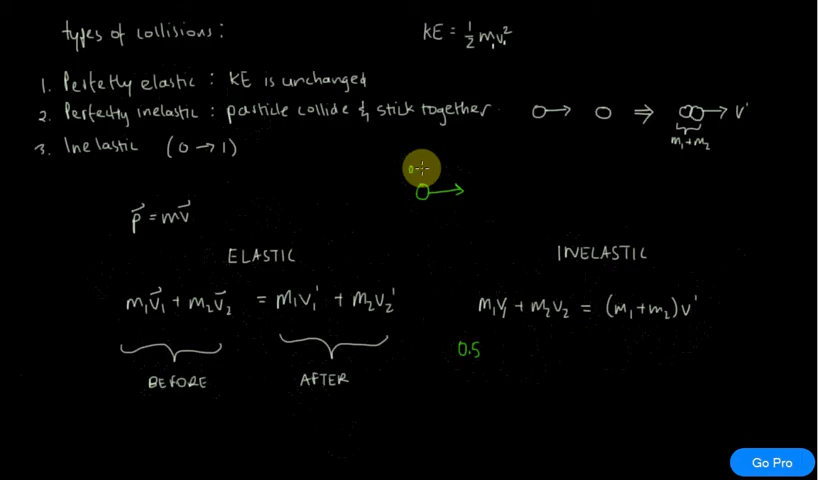 types of collisions :
KE = 1/2 m₁v₁²
1. Perfectly elastic : KE is unchanged
2. Perfectly inelastic : particle collide & stick together
v'
m₁+m₂
3. Inelastic (0 → 1)
0
p⃗ = mv⃗
ELASTIC
INELASTIC
m₁v⃗₁ + m₂v⃗₂ = m₁v₁' + m₂v₂'
m₁v₁ + m₂v₂ = (m₁+m₂)v'
0.5
BEFORE
AFTER
Go Pro